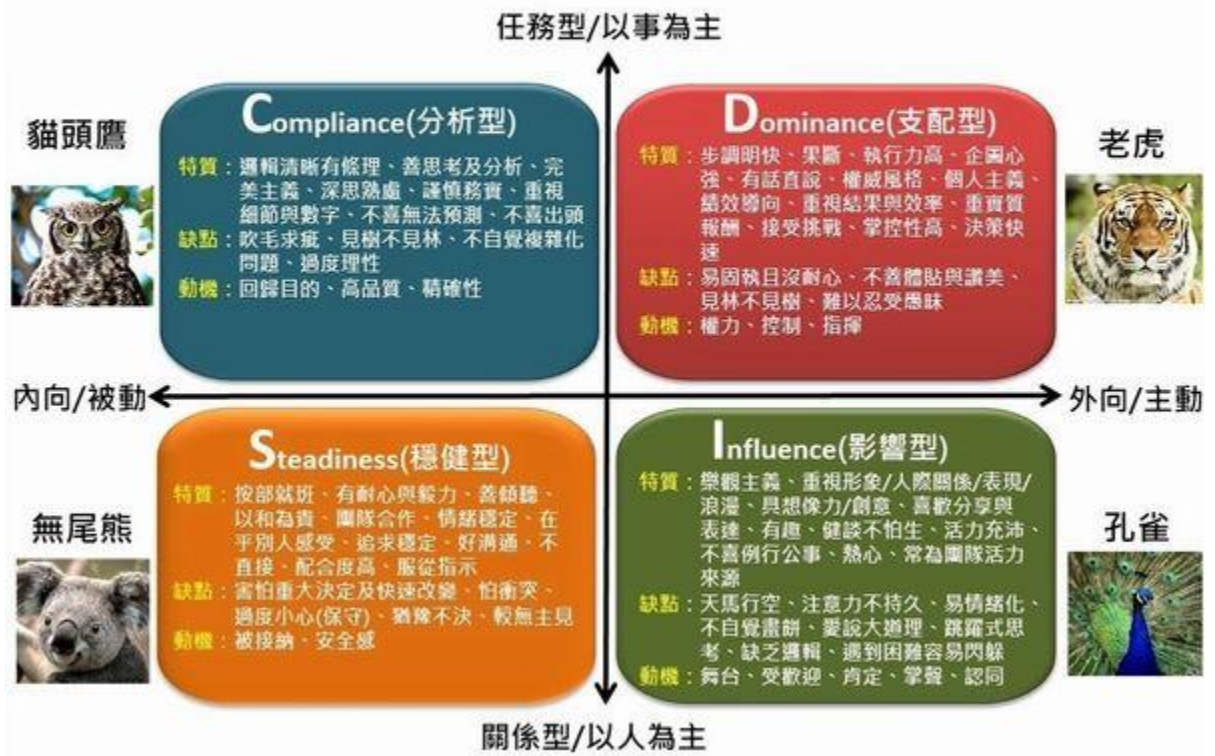 任務型/以事為主
貓頭鷹
Compliance(分析型)
特質：邏輯清晰有條理、善思考及分析、完
美主義、深思熟慮、謹慎務實、重視
細節與數字、不喜無法預測、不喜出頭
缺點：吹毛求疵、見樹不見林、不自覺複雜化
問題、過度理性
動機：回歸目的、高品質、精確性
Dominance(支配型)
特質：步調明快、果斷、執行力高、企圖心
強、有話直說、權威風格、個人主義、
績效導向、重視結果與效率、重實質
報酬、接受挑戰、掌控性高、決策快
速
缺點：易固執且沒耐心、不善體貼與讚美、
見林不見樹、難以忍受愚昧
動機：權力、控制、指揮
老虎
內向/被動
外向/主動
無尾熊
Steadiness(穩健型)
特質：按部就班、有耐心與毅力、善傾聽、
以和為貴、團隊合作、情緒穩定、在
乎別人感受、追求穩定、好溝通、不
直接、配合度高、服從指示
缺點：害怕重大決定及快速改變、怕衝突、
過度小心(保守)、猶豫不決、較無主見
動機：被接納、安全感
Influence(影響型)
特質：樂觀主義、重視形象/人際關係/表現/
浪漫、具想像力/創意、喜歡分享與
表達、有趣、健談不怕生、活力充沛、
不喜例行公事、熱心、常為團隊活力
來源
缺點：天馬行空、注意力不持久、易情緒化、
不自覺畫餅、愛說大道理、跳躍式思
考、缺乏邏輯、遇到困難容易閃躲
動機：舞台、受歡迎、肯定、掌聲、認同
孔雀
關係型/以人為主